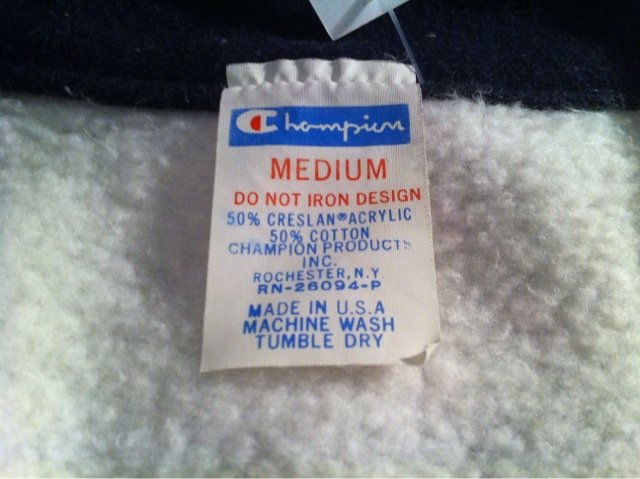 Champion
MEDIUM
DO NOT IRON DESIGN
50% CRESLAN®ACRYLIC
50% COTTON
CHAMPION PRODUCTS
INC.
ROCHESTER, N.Y.
RN-26094-P
MADE IN U.S.A
MACHINE WASH
TUMBLE DRY